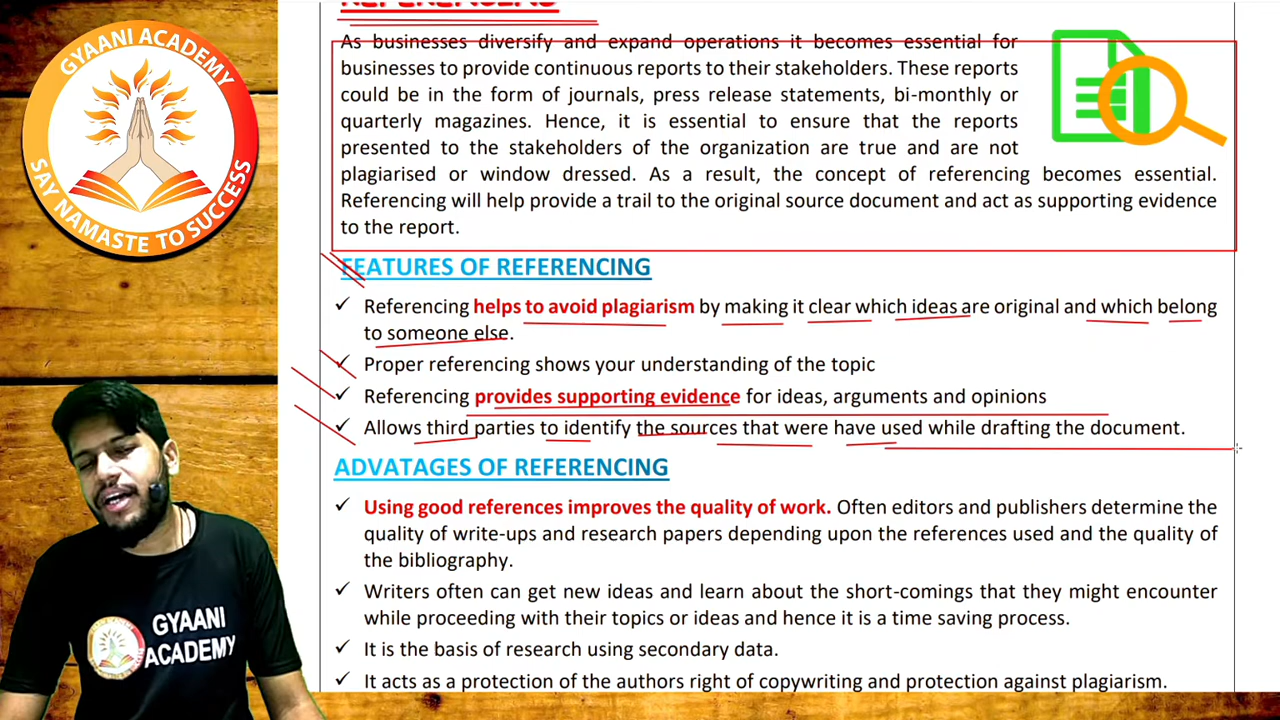 GYAANI ACADEMY
SAY NAMASTE TO SUCCESS
REFERENCING
As businesses diversify and expand operations it becomes essential for
businesses to provide continuous reports to their stakeholders. These reports
could be in the form of journals, press release statements, bi-monthly or
quarterly magazines. Hence, it is essential to ensure that the reports
presented to the stakeholders of the organization are true and are not
plagiarised or window dressed. As a result, the concept of referencing becomes essential.
Referencing will help provide a trail to the original source document and act as supporting evidence
to the report.
FEATURES OF REFERENCING
✓ Referencing helps to avoid plagiarism by making it clear which ideas are original and which belong
to someone else.
✓ Proper referencing shows your understanding of the topic
✓ Referencing provides supporting evidence for ideas, arguments and opinions
✓ Allows third parties to identify the sources that were have used while drafting the document.
ADVATAGES OF REFERENCING
✓ Using good references improves the quality of work. Often editors and publishers determine the
quality of write-ups and research papers depending upon the references used and the quality of
the bibliography.
✓ Writers often can get new ideas and learn about the short-comings that they might encounter
while proceeding with their topics or ideas and hence it is a time saving process.
✓ It is the basis of research using secondary data.
✓ It acts as a protection of the authors right of copywriting and protection against plagiarism.
GYAANI
ACADEMY